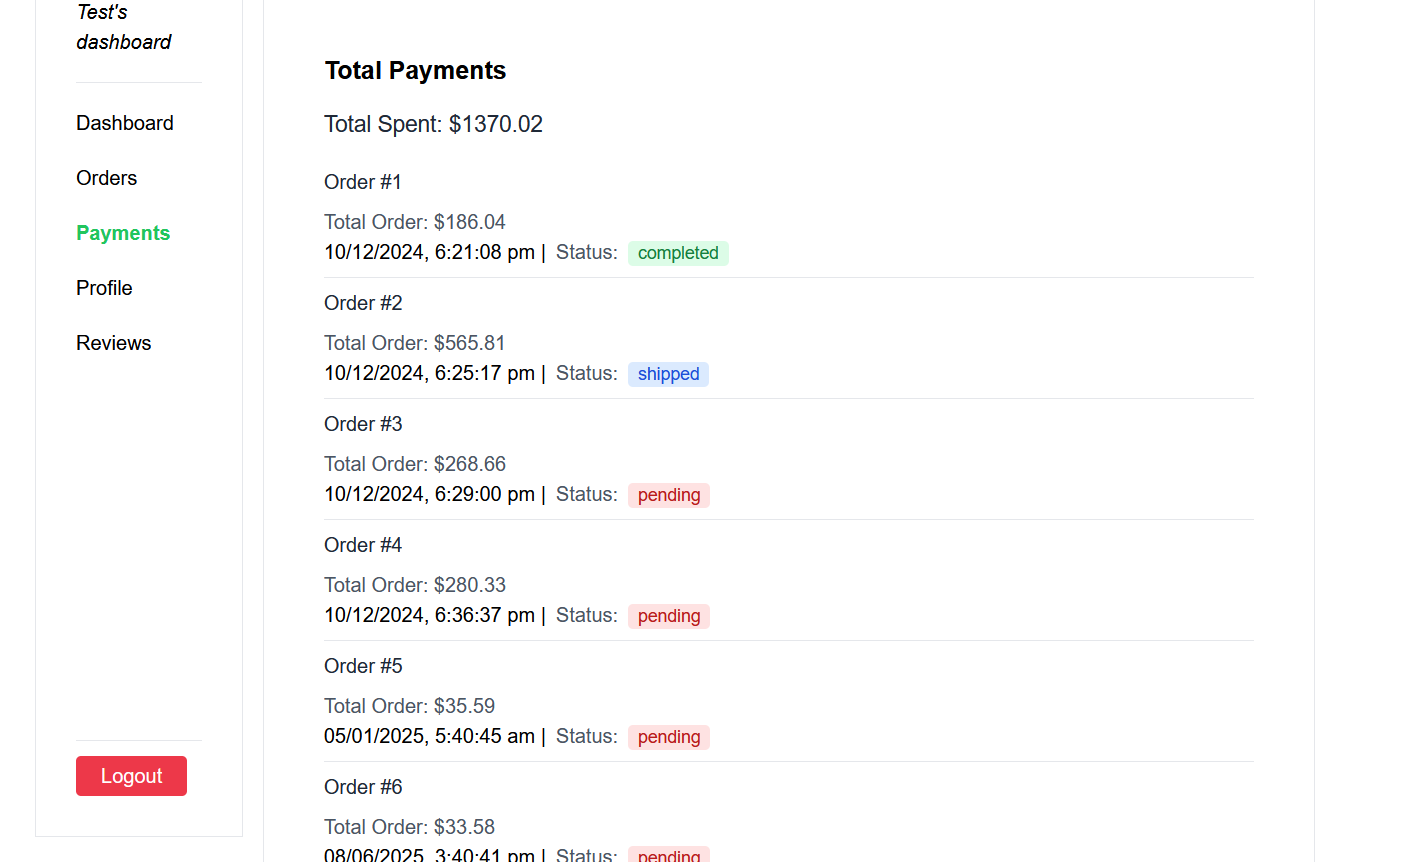 Test's
dashboard
Dashboard
Orders
Payments
Profile
Reviews
Logout
Total Payments
Total Spent: $1370.02
Order #1
Total Order: $186.04
10/12/2024, 6:21:08 pm | Status: completed
Order #2
Total Order: $565.81
10/12/2024, 6:25:17 pm | Status: shipped
Order #3
Total Order: $268.66
10/12/2024, 6:29:00 pm | Status: pending
Order #4
Total Order: $280.33
10/12/2024, 6:36:37 pm | Status: pending
Order #5
Total Order: $35.59
05/01/2025, 5:40:45 am | Status: pending
Order #6
Total Order: $33.58
08/06/2025, 3:40:41 pm | Status: pending